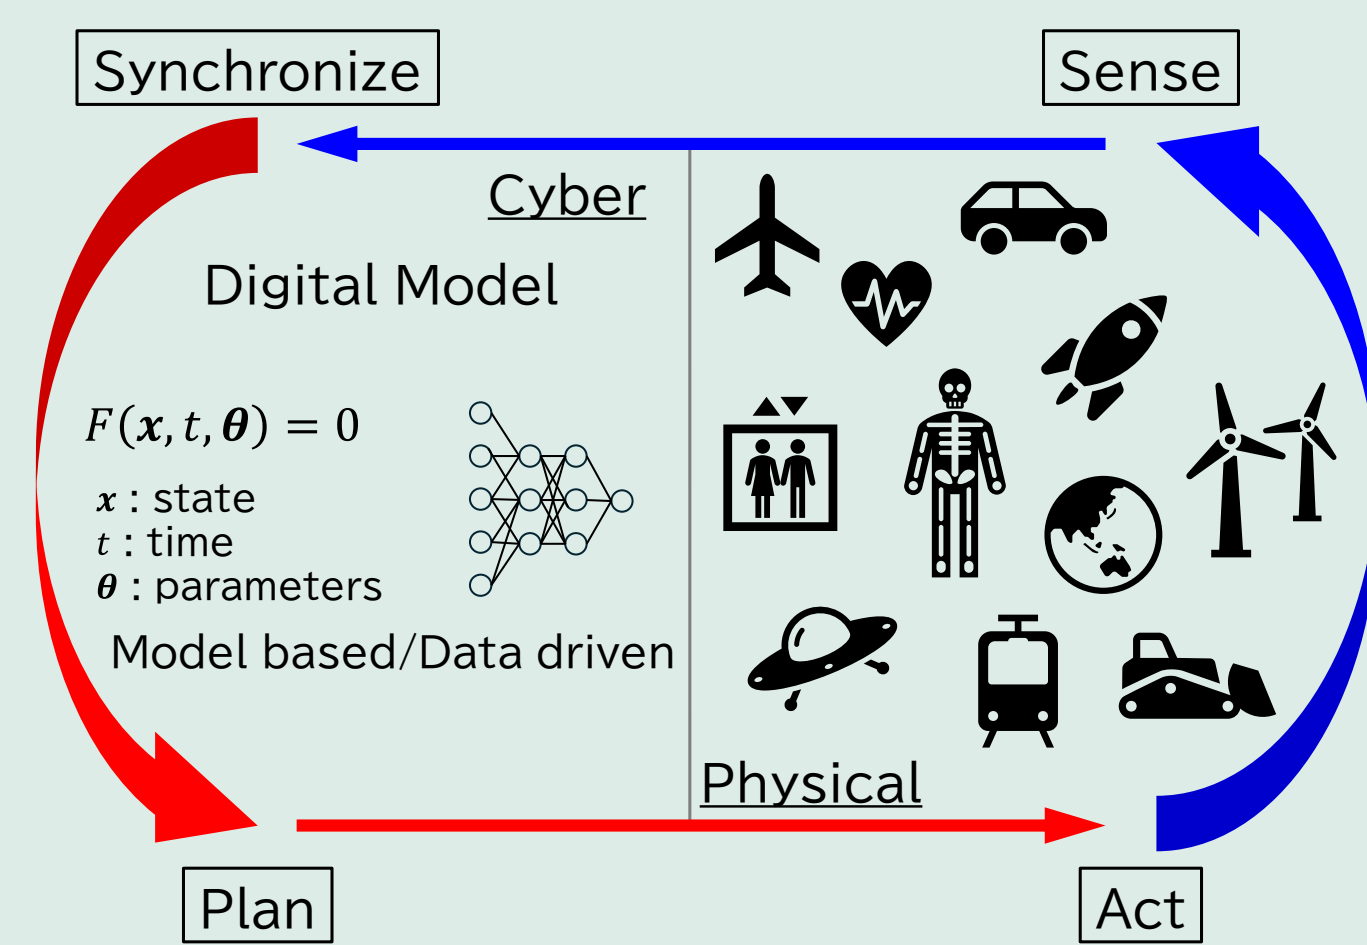 Synchronize
Sense
Cyber
Digital Model
F(x, t, θ) = 0
x : state
t : time
θ : parameters
Model based/Data driven
Physical
Plan
Act